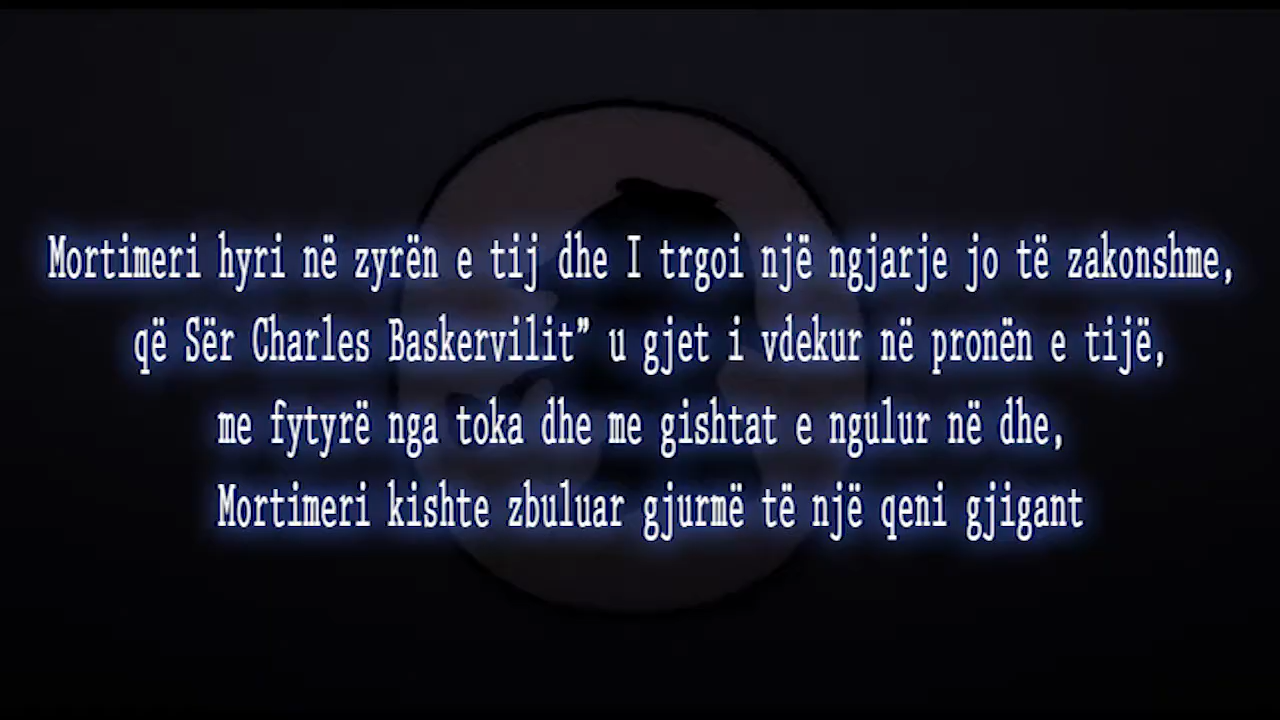 Mortimeri hyri në zyrën e tij dhe I trgoi një ngjarje jo të zakonshme,
që Sër Charles Baskervilit” u gjet i vdekur në pronën e tijë,
me fytyrë nga toka dhe me gishtat e ngulur në dhe,
Mortimeri kishte zbuluar gjurmë të një qeni gjigant